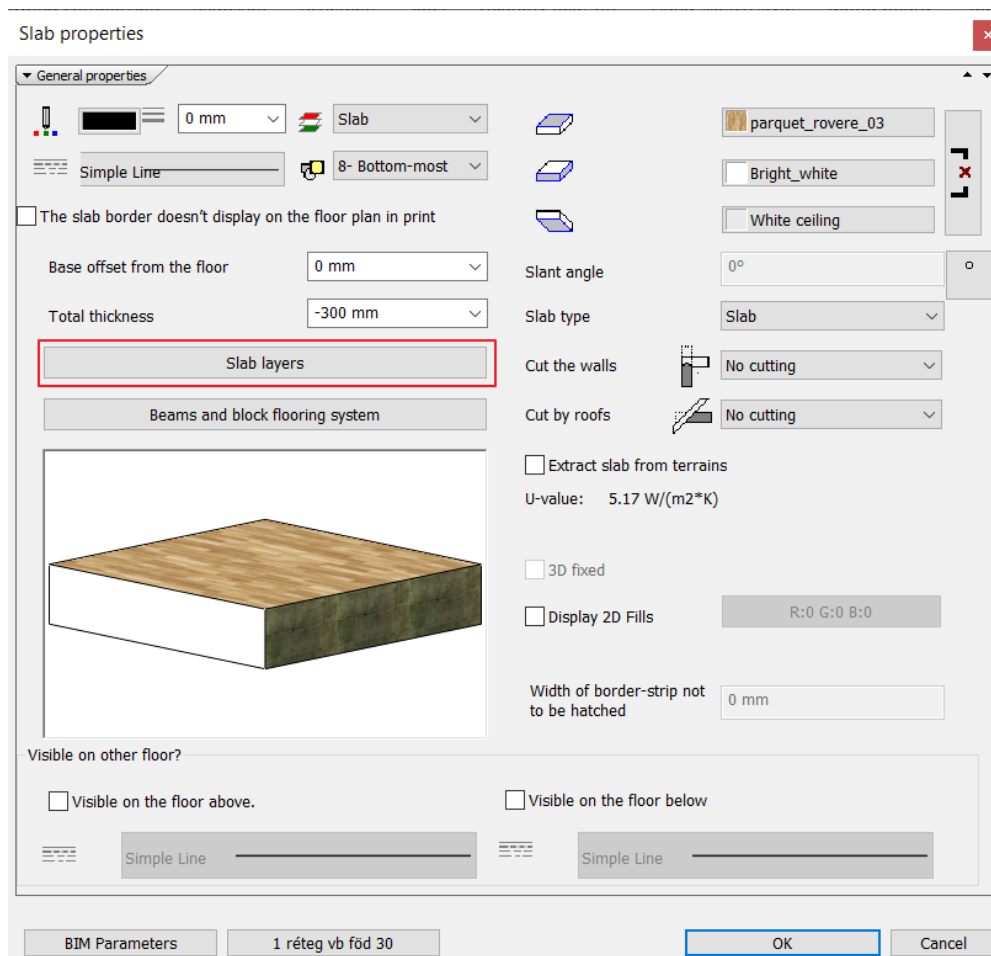 Slab properties
General properties
0 mm
Slab
parquet_rovere_03
Simple Line
8- Bottom-most
Bright_white
The slab border doesn't display on the floor plan in print
White ceiling
Base offset from the floor
0 mm
Slant angle
0°
Total thickness
-300 mm
Slab type
Slab
Slab layers
Cut the walls
No cutting
Beams and block flooring system
Cut by roofs
No cutting
Extract slab from terrains
U-value: 5.17 W/(m2*K)
3D fixed
Display 2D Fills
R:0 G:0 B:0
Width of border-strip not
to be hatched
0 mm
Visible on other floor?
Visible on the floor above.
Visible on the floor below
Simple Line
Simple Line
BIM Parameters
1 réteg vb föd 30
OK
Cancel